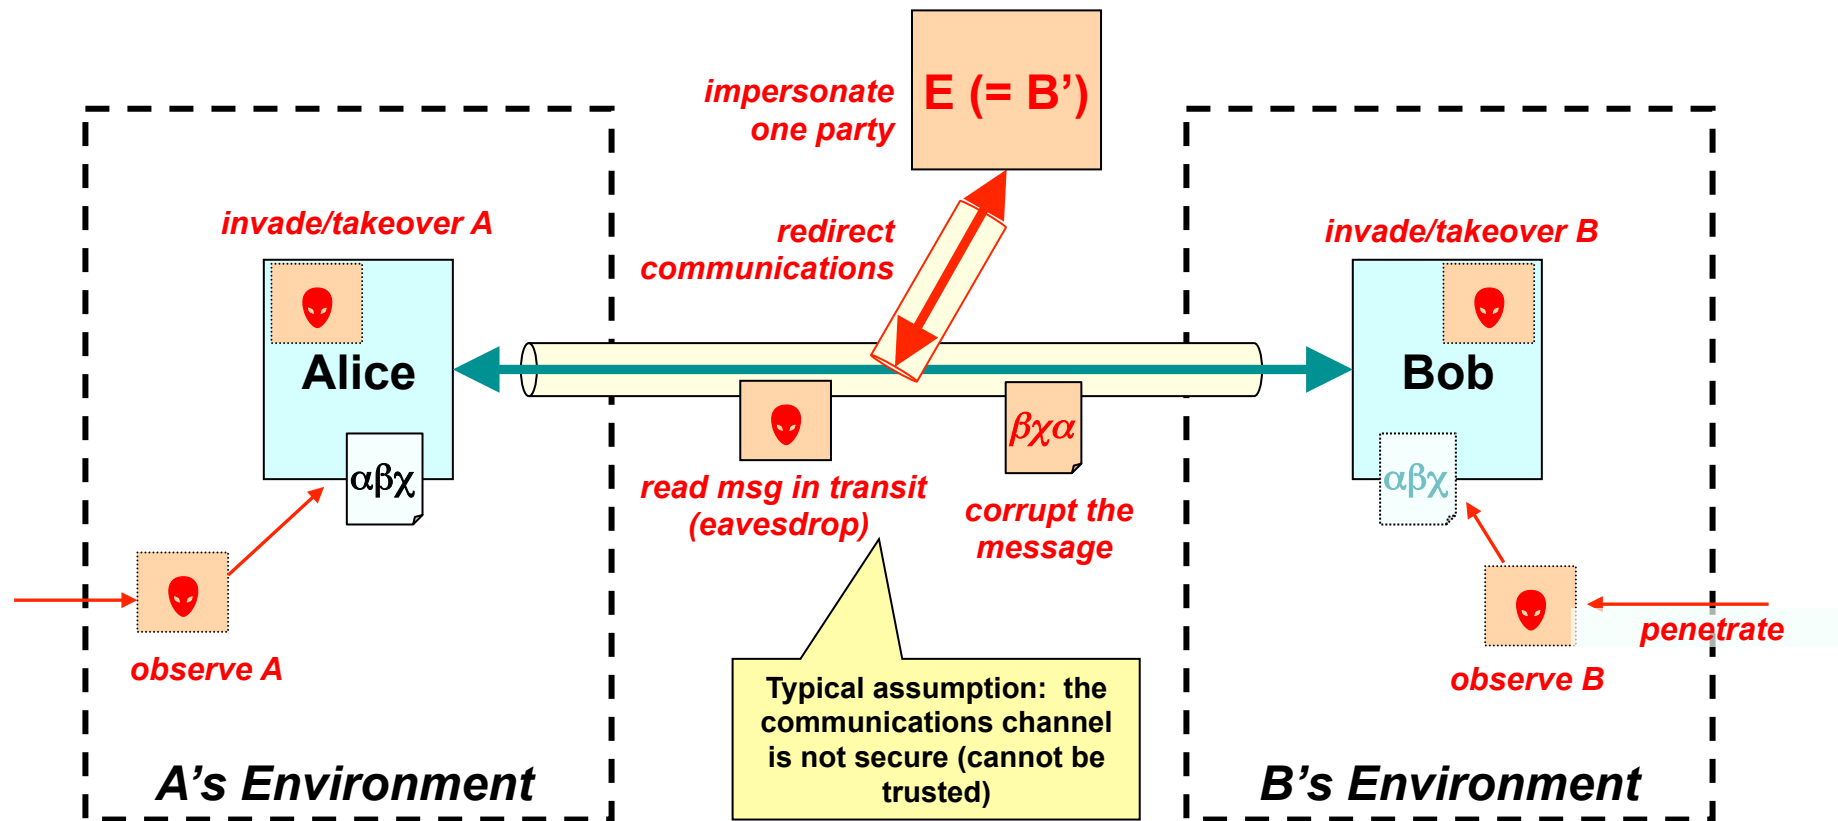 E (= B’)
impersonate
one party
invade/takeover A
redirect
communications
invade/takeover B
Alice
Bob
αβχ
βχα
αβχ
read msg in transit
(eavesdrop)
corrupt the
message
observe A
penetrate
observe B
Typical assumption: the
communications channel
is not secure (cannot be
trusted)
A’s Environment
B’s Environment